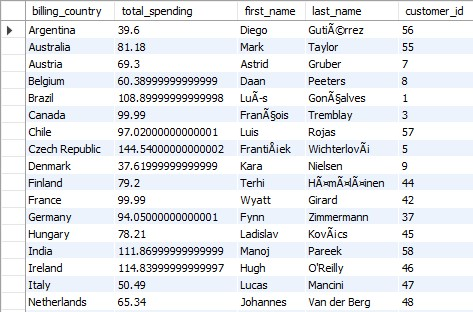 billing_country total_spending first_name last_name customer_id
Argentina 39.6 Diego GutiÃ©rrez 56
Australia 81.18 Mark Taylor 55
Austria 69.3 Astrid Gruber 7
Belgium 60.38999999999999 Daan Peeters 8
Brazil 108.89999999999998 LuÃ-s GonÃ§alves 1
Canada 99.99 FranÃ§ois Tremblay 3
Chile 97.02000000000001 Luis Rojas 57
Czech Republic 144.54000000000002 FrantiÅ¡ek WichterlovÃ¡ 5
Denmark 37.61999999999999 Kara Nielsen 9
Finland 79.2 Terhi HÃ¤mÃ¤lÃ¤inen 44
France 99.99 Wyatt Girard 42
Germany 94.05000000000001 Fynn Zimmermann 37
Hungary 78.21 Ladislav KovÃ¡cs 45
India 111.86999999999999 Manoj Pareek 58
Ireland 114.83999999999997 Hugh O'Reilly 46
Italy 50.49 Lucas Mancini 47
Netherlands 65.34 Johannes Van der Berg 48